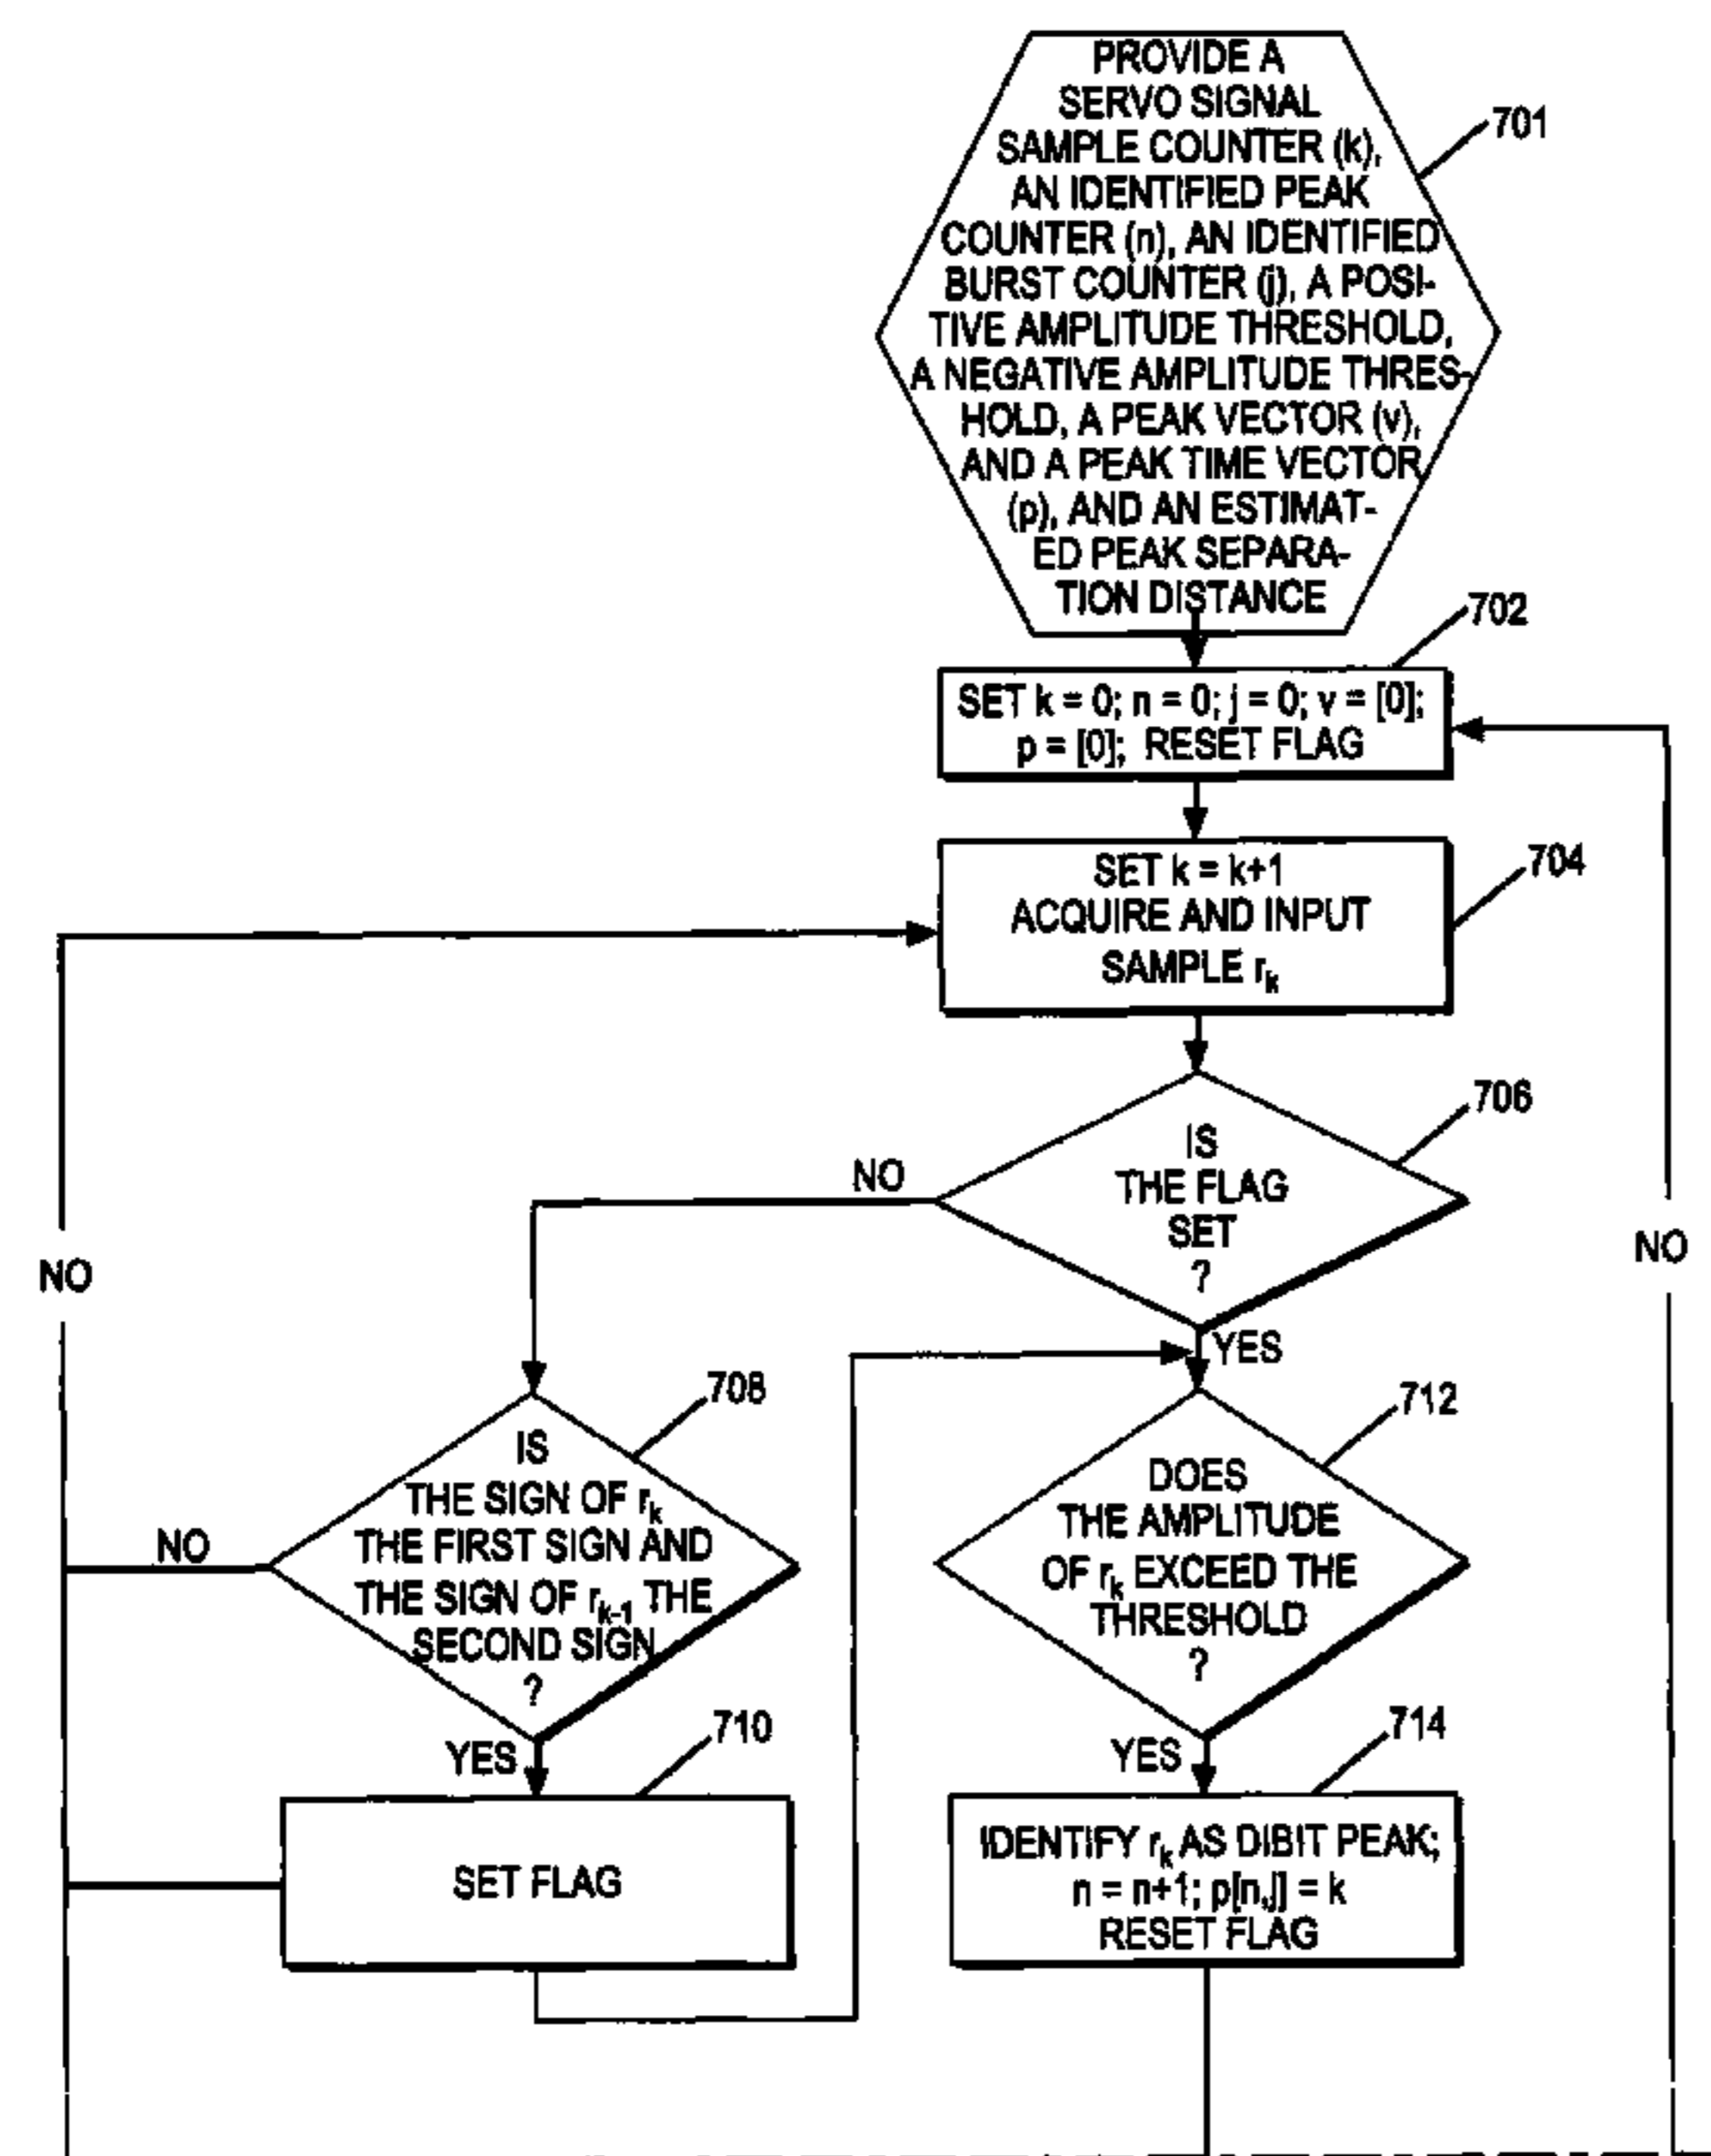 PROVIDE A
SERVO SIGNAL
SAMPLE COUNTER (k),
AN IDENTIFIED PEAK
COUNTER (n), AN IDENTIFIED
BURST COUNTER (j), A POSI-
TIVE AMPLITUDE THRESHOLD,
A NEGATIVE AMPLITUDE THRES-
HOLD, A PEAK VECTOR (v),
AND A PEAK TIME VECTOR
(p), AND AN ESTIMAT-
ED PEAK SEPARA-
TION DISTANCE
701
702
SET k = 0; n = 0; j = 0; v = [0];
p = [0]; RESET FLAG
704
SET k = k+1
ACQUIRE AND INPUT
SAMPLE rk
706
IS
THE FLAG
SET
?
NO
NO
NO
YES
708
IS
THE SIGN OF rk
THE FIRST SIGN AND
THE SIGN OF rk-1 THE
SECOND SIGN
?
NO
YES
712
DOES
THE AMPLITUDE
OF rk EXCEED THE
THRESHOLD
?
YES
710
SET FLAG
714
IDENTIFY rk AS DIBIT PEAK;
n = n+1; p[n,j] = k
RESET FLAG